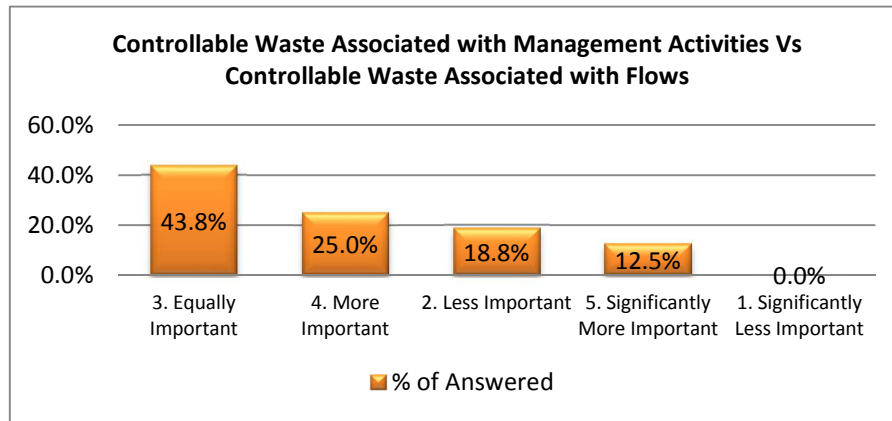 Controllable Waste Associated with Management Activities Vs
Controllable Waste Associated with Flows
60.0%
40.0%
20.0%
0.0%
43.8%
25.0%
18.8%
12.5%
0.0%
3. Equally
Important
4. More
Important
2. Less Important
5. Significantly
More Important
1. Significantly
Less Important
% of Answered